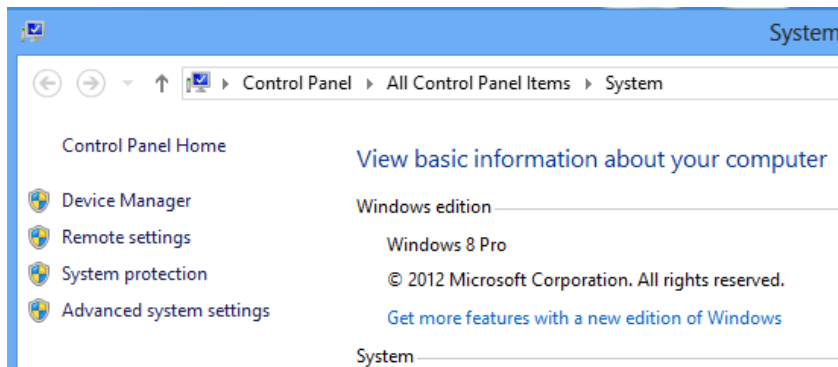 System
Control Panel All Control Panel Items System
Control Panel Home
View basic information about your computer
Device Manager
Windows edition
Remote settings
Windows 8 Pro
System protection
© 2012 Microsoft Corporation. All rights reserved.
Advanced system settings
Get more features with a new edition of Windows
System